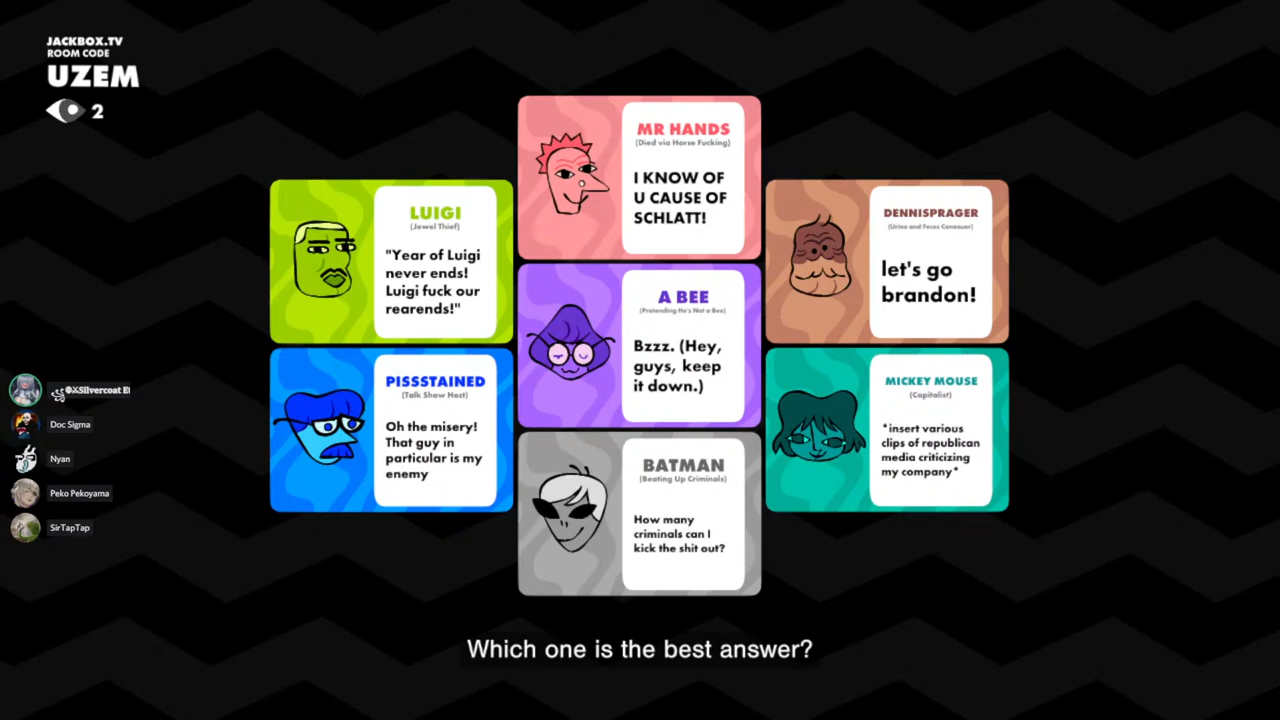 JACKBOX.TV
ROOM CODE
UZEM
2
MR HANDS
(Died via Horse Fucking)
I KNOW OF
U CAUSE OF
SCHLATT!
LUIGI
(Jewel Thief)
"Year of Luigi
never ends!
Luigi fuck our
rearends!"
DENNISPRAGER
(Urine and Feces Conosuer)
let's go
brandon!
A BEE
(Pretending He's Not a Bee)
Bzzz. (Hey,
guys, keep
it down.)
PISSSTAINED
(Talk Show Host)
Oh the misery!
That guy in
particular is my
enemy
MICKEY MOUSE
(Capitalist)
*insert various
clips of republican
media criticizing
my company*
BATMAN
(Beating Up Criminals)
How many
criminals can I
kick the shit out?
Silvercoat
Doc Sigma
Nyan
Peko Pekoyama
SirTapTap
Which one is the best answer?